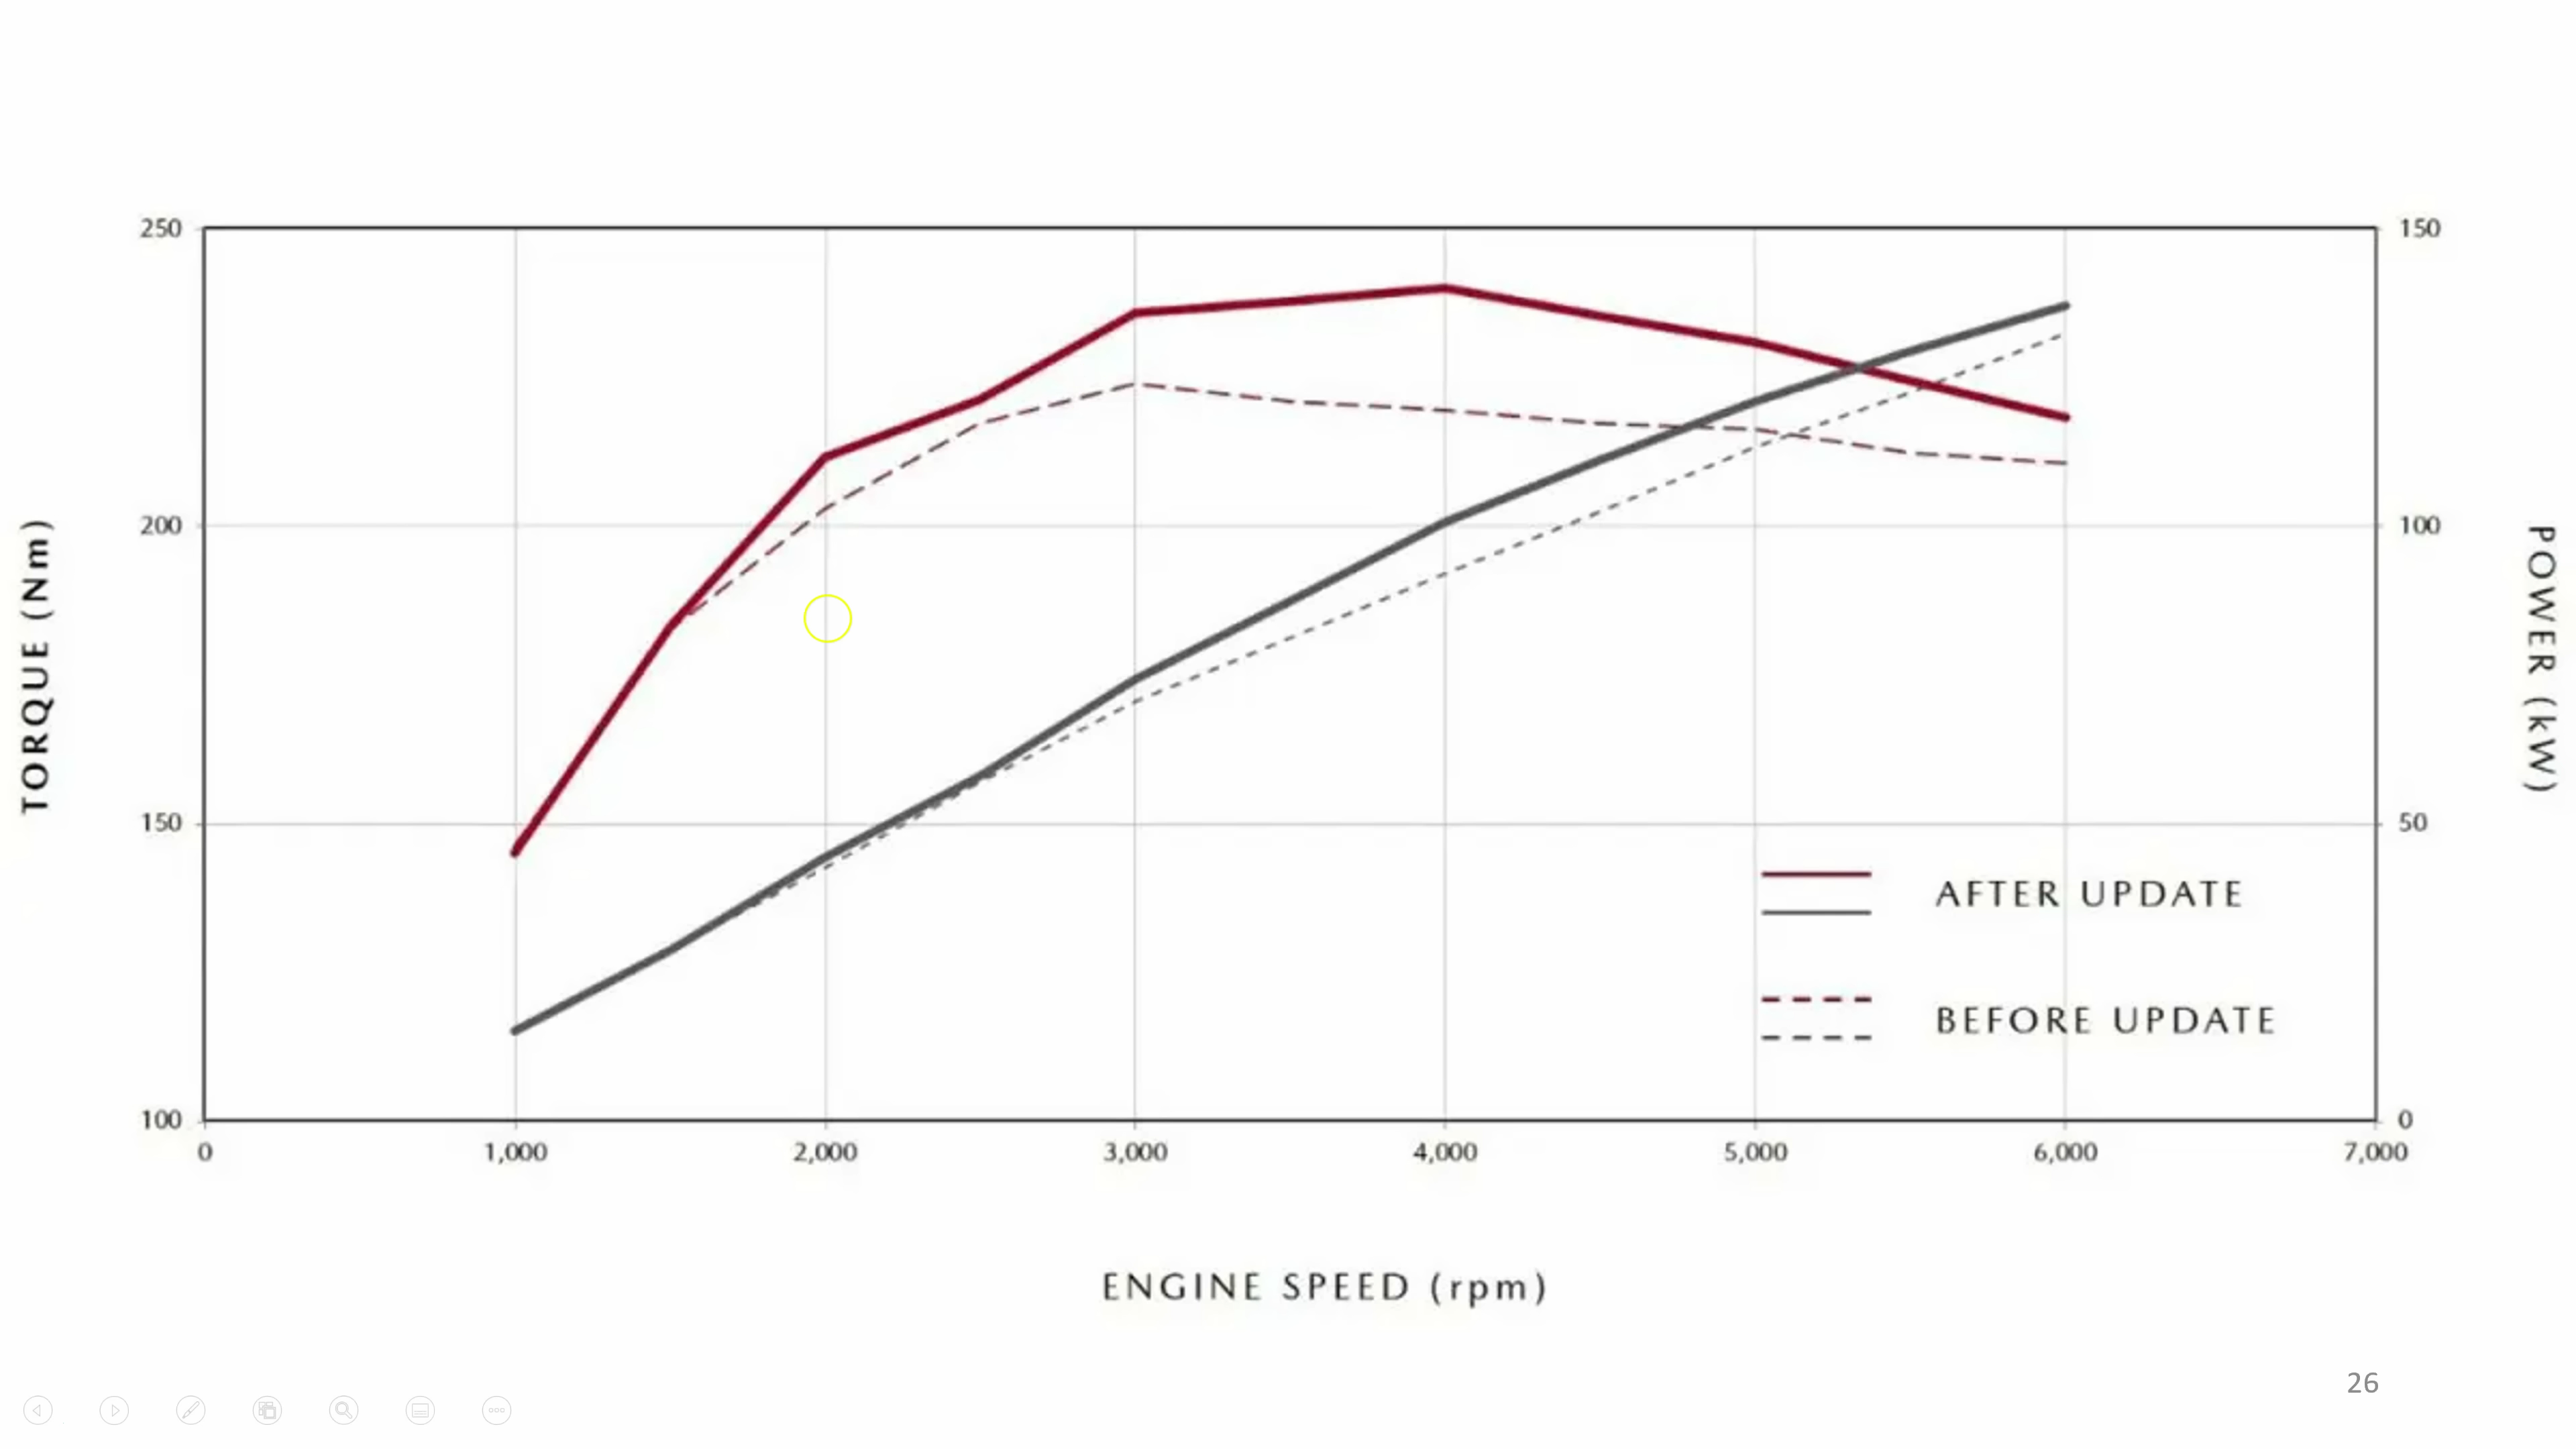 250
200
150
100
TORQUE (Nm)
150
100
50
0
POWER (kW)
AFTER UPDATE
BEFORE UPDATE
0 1,000 2,000 3,000 4,000 5,000 6,000 7,000
ENGINE SPEED (rpm)
26